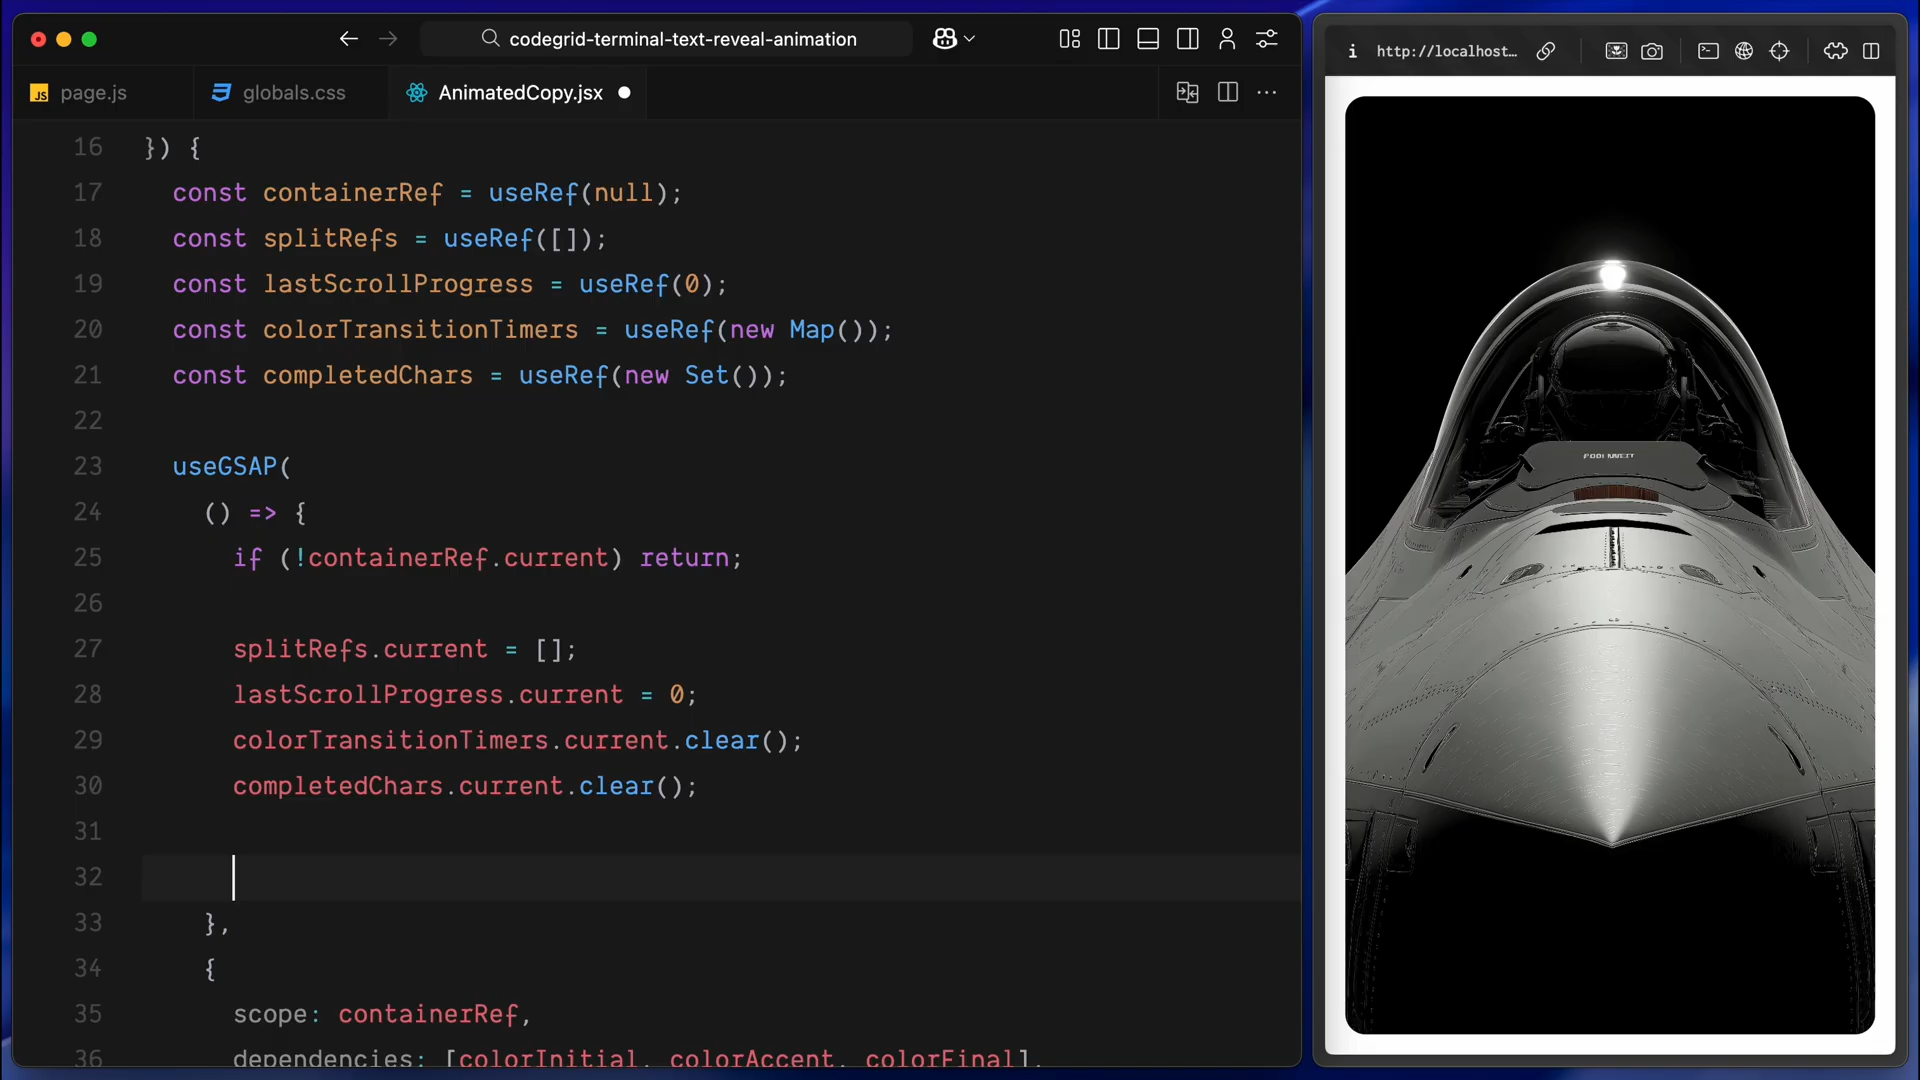 codegrid-terminal-text-reveal-animation
page.js
globals.css
AnimatedCopy.jsx
16 }) {
17 const containerRef = useRef(null);
18 const splitRefs = useRef([]);
19 const lastScrollProgress = useRef(0);
20 const colorTransitionTimers = useRef(new Map());
21 const completedChars = useRef(new Set());
22
23 useGSAP(
24 () => {
25 if (!containerRef.current) return;
26
27 splitRefs.current = [];
28 lastScrollProgress.current = 0;
29 colorTransitionTimers.current.clear();
30 completedChars.current.clear();
31
32
33 },
34 {
35 scope: containerRef,
36 dependencies: [colorInitial, colorAccent, colorFinal],
http://localhost…